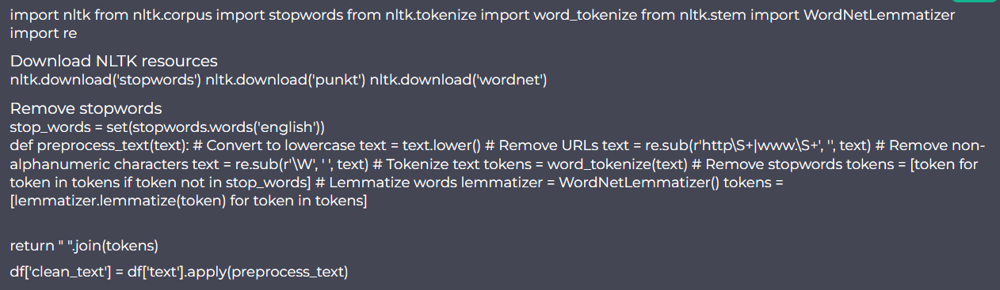 import nltk from nltk.corpus import stopwords from nltk.tokenize import word_tokenize from nltk.stem import WordNetLemmatizer
import re
Download NLTK resources
nltk.download('stopwords') nltk.download('punkt') nltk.download('wordnet')
Remove stopwords
stop_words = set(stopwords.words('english'))
def preprocess_text(text): # Convert to lowercase text = text.lower() # Remove URLs text = re.sub(r'http\S+|www.\S+', '', text) # Remove non-
alphanumeric characters text = re.sub(r'\W', ' ', text) # Tokenize text tokens = word_tokenize(text) # Remove stopwords tokens = [token for
token in tokens if token not in stop_words] # Lemmatize words lemmatizer = WordNetLemmatizer() tokens =
[lemmatizer.lemmatize(token) for token in tokens]
return " ".join(tokens)
df['clean_text'] = df['text'].apply(preprocess_text)